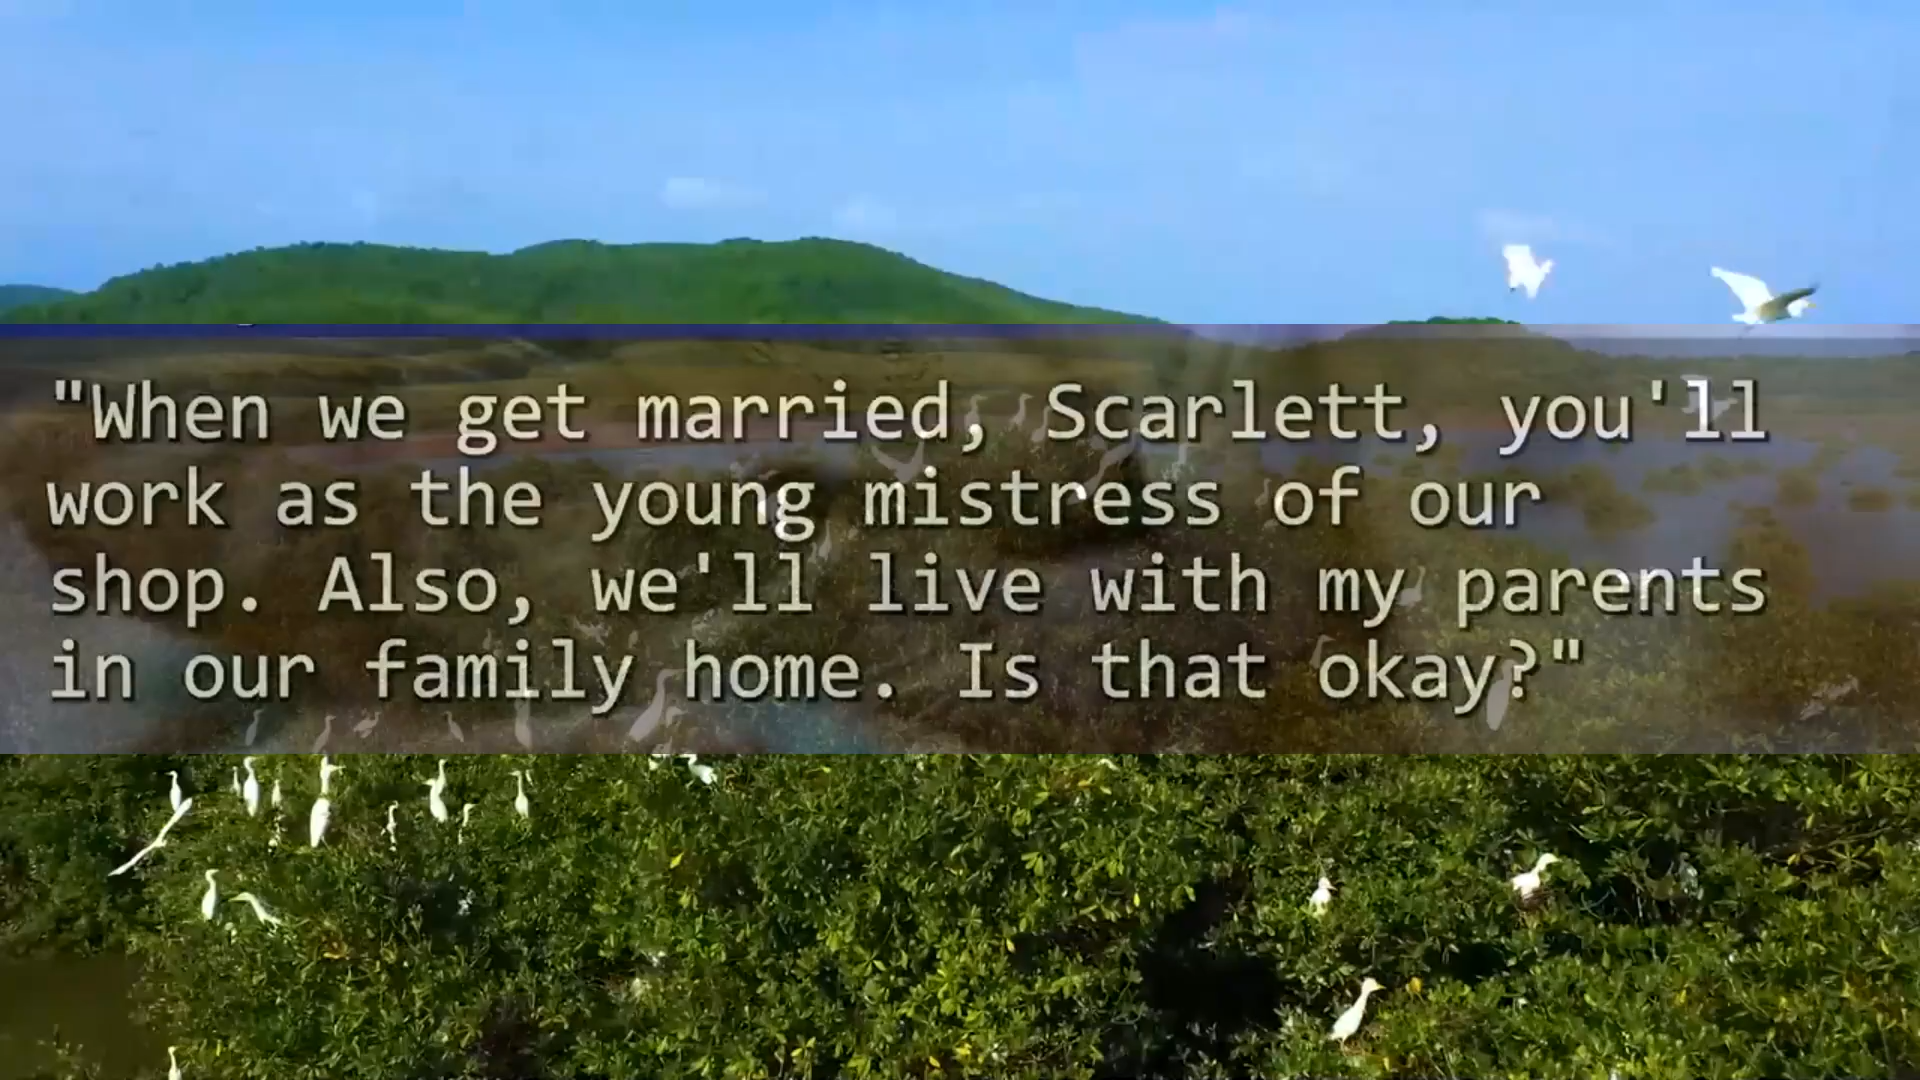 "When we get married, Scarlett, you'll
work as the young mistress of our
shop. Also, we'll live with my parents
in our family home. Is that okay?"